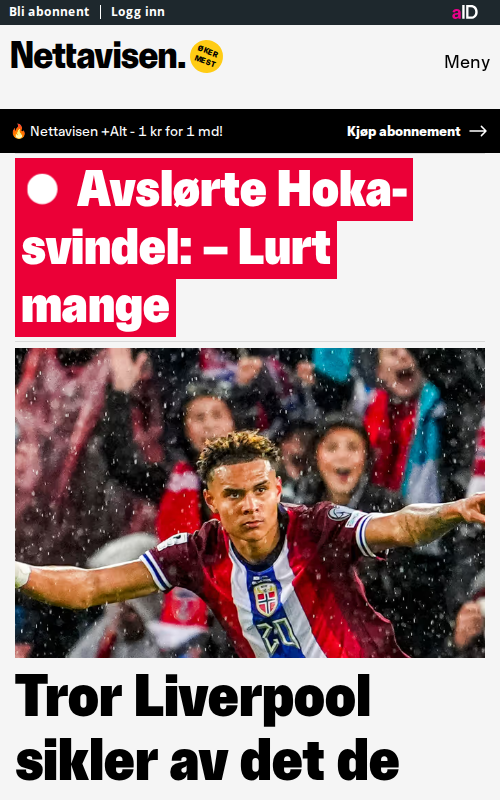 Bli abonnent | Logg inn
aID
Nettavisen.
ØKER
MEST
Meny
Nettavisen +Alt - 1 kr for 1 md!
Kjøp abonnement
Avslørte Hoka-
svindel: – Lurt
mange
20
Tror Liverpool
sikler av det de